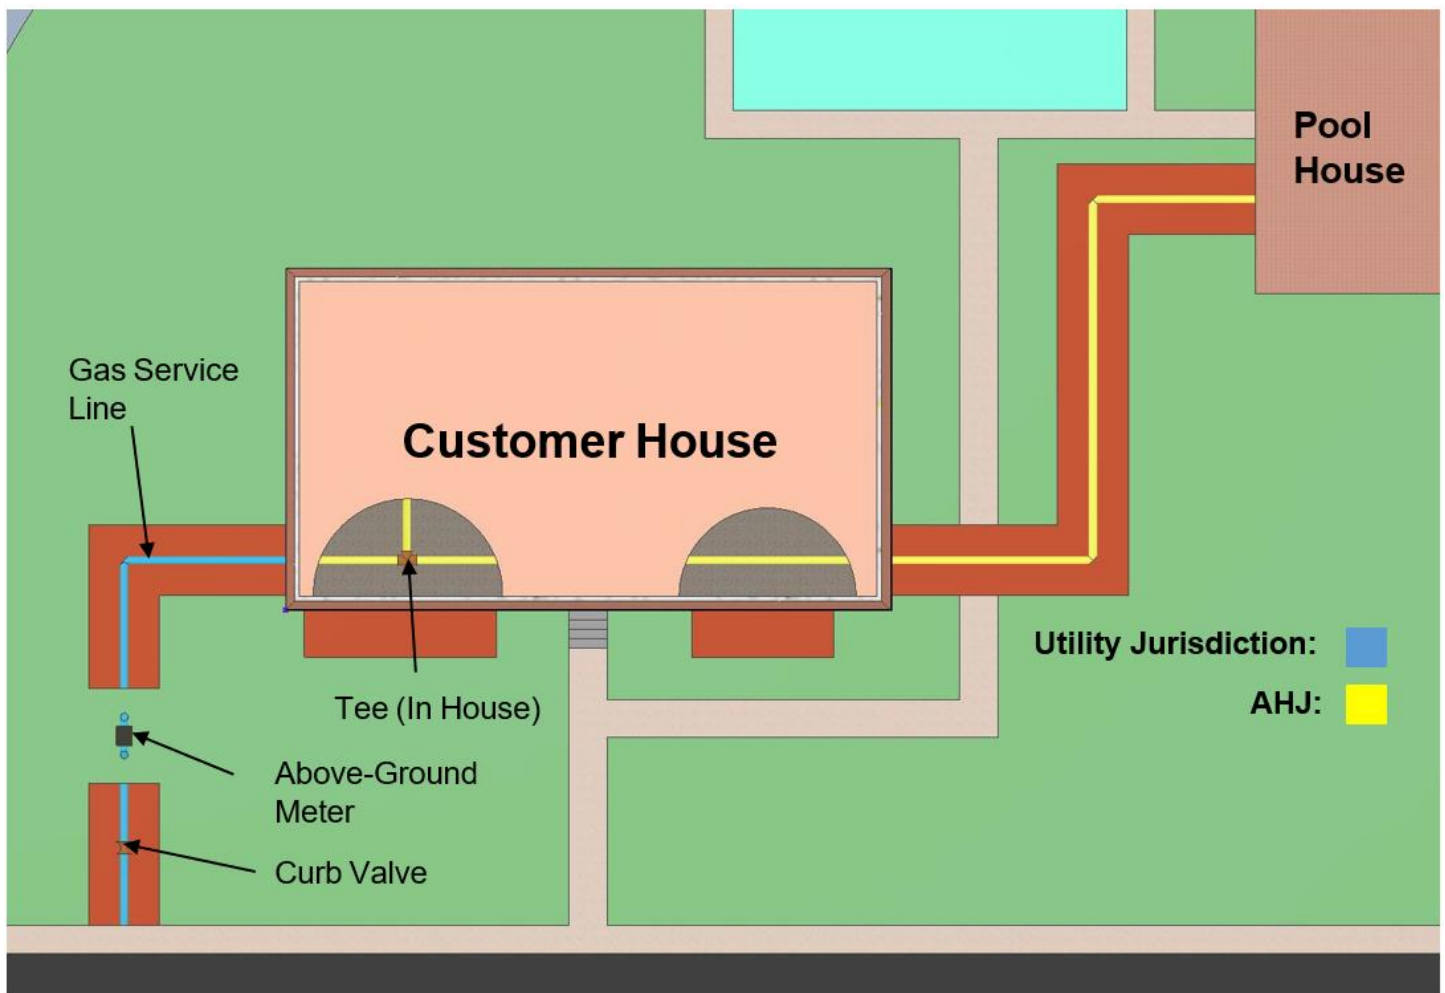 Pool
House
Gas Service
Line
Customer House
Utility Jurisdiction:
AHJ:
Tee (In House)
Above-Ground
Meter
Curb Valve